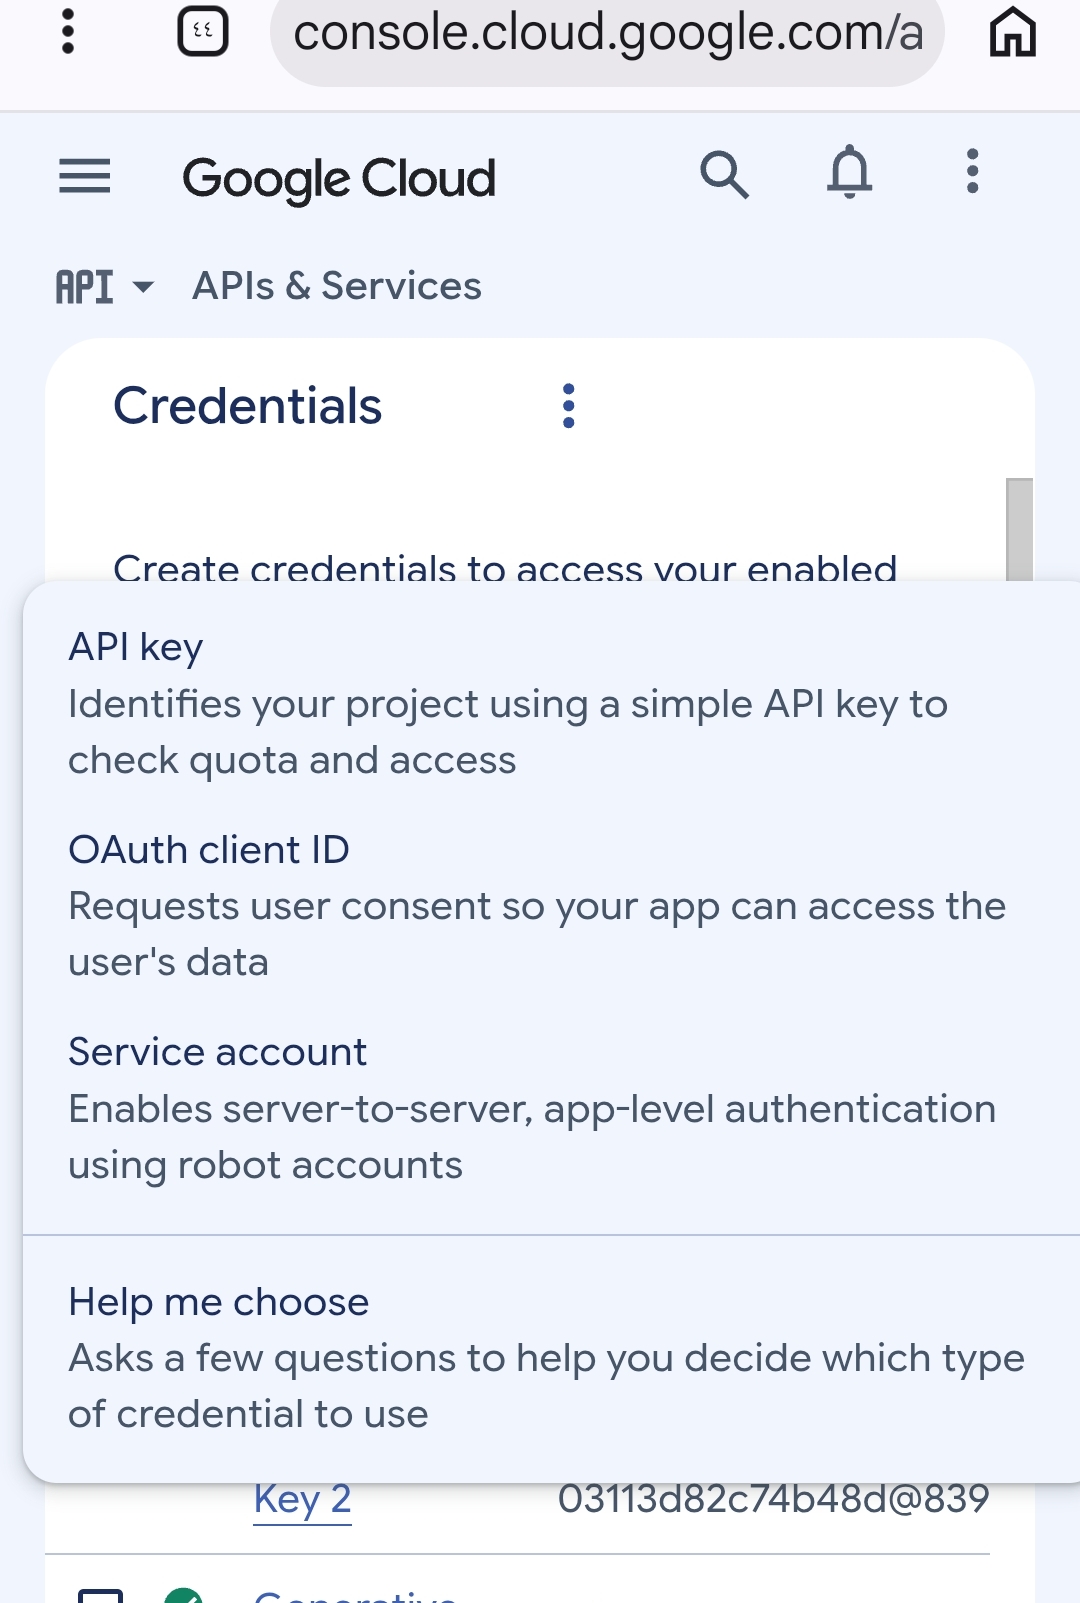 console.cloud.google.com/a
Google Cloud
API
APIs & Services
Credentials
Create credentials to access your enabled
API key
Identifies your project using a simple API key to
check quota and access
OAuth client ID
Requests user consent so your app can access the
user's data
Service account
Enables server-to-server, app-level authentication
using robot accounts
Help me choose
Asks a few questions to help you decide which type
of credential to use
Key 2 03113d82c74b48d@839
Generative